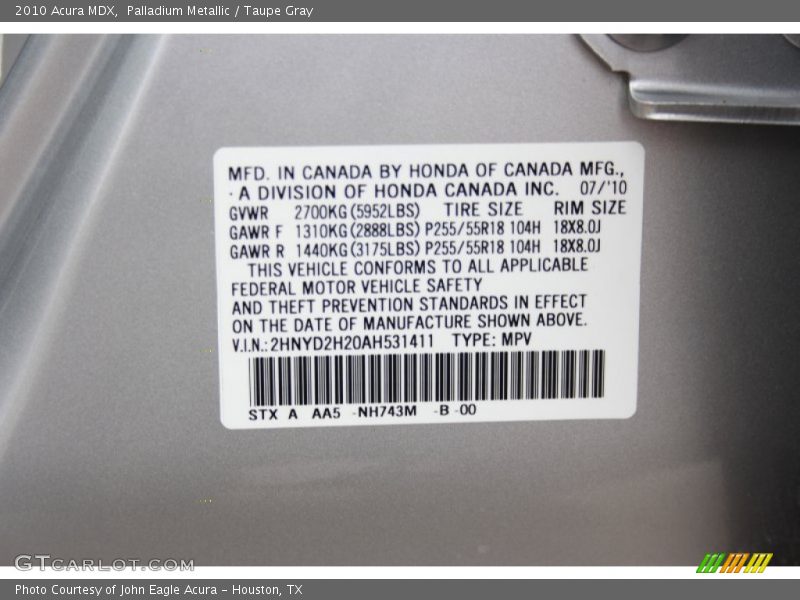 2010 Acura MDX, Palladium Metallic / Taupe Gray
MFD. IN CANADA BY HONDA OF CANADA MFG.,
· A DIVISION OF HONDA CANADA INC. 07/'10
GVWR 2700KG(5952LBS) TIRE SIZE RIM SIZE
GAWR F 1310KG(2888LBS) P255/55R18 104H 18X8.0J
GAWR R 1440KG(3175LBS) P255/55R18 104H 18X8.0J
THIS VEHICLE CONFORMS TO ALL APPLICABLE
FEDERAL MOTOR VEHICLE SAFETY
AND THEFT PREVENTION STANDARDS IN EFFECT
ON THE DATE OF MANUFACTURE SHOWN ABOVE.
V.I.N.: 2HNYD2H20AH531411 TYPE: MPV
STX A AA5 -NH743M -B -00
GTCARLOT.COM
Photo Courtesy of John Eagle Acura - Houston, TX